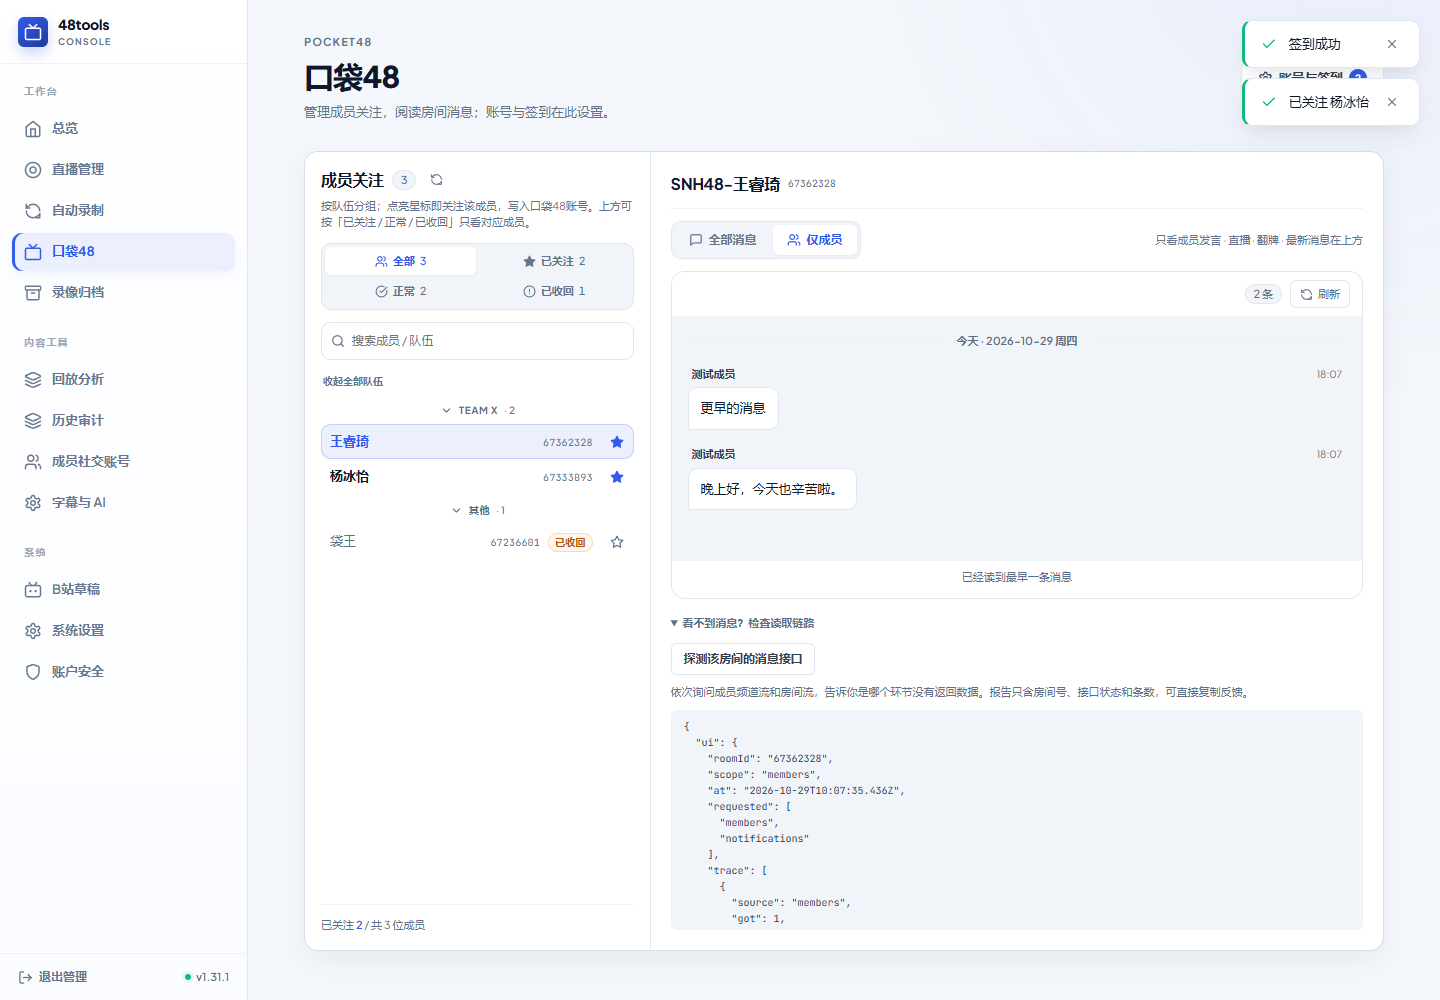 48tools
CONSOLE
工作台
总览
直播管理
自动录制
口袋48
录像归档
内容工具
回放分析
历史审计
成员社交账号
字幕与 AI
系统
B站草稿
系统设置
账户安全
退出管理
v1.31.1
POCKET48
口袋48
管理成员关注，阅读房间消息；账号与签到在此设置。
签到成功
账号与签到 2
已关注 杨冰怡
成员关注 3
按队伍分组；点亮星标即关注该成员，写入口袋48账号。上方可
按「已关注 / 正常 / 已收回」只看对应成员。
全部 3
已关注 2
正常 2
已收回 1
搜索成员 / 队伍
收起全部队伍
TEAM X · 2
王睿琦 67362328
杨冰怡 67333093
其他 · 1
袋王 67236601 已收回
已关注 2 / 共 3 位成员
SNH48-王睿琦 67362328
全部消息
仅成员
只看成员发言 · 直播 · 翻牌 · 最新消息在上方
2 条
刷新
今天 · 2026-10-29 周四
测试成员 18:07
更早的消息
测试成员 18:07
晚上好，今天也辛苦啦。
已经读到最早一条消息
看不到消息？检查读取链路
探测该房间的消息接口
依次询问成员频道流和房间流，告诉你是哪个环节没有返回数据。报告只含房间号、接口状态和条数，可直接复制反馈。
{
"ui": {
"roomId": "67362328",
"scope": "members",
"at": "2026-10-29T10:07:35.436Z",
"requested": [
"members",
"notifications"
],
"trace": [
{
"source": "members",
"got": 1,